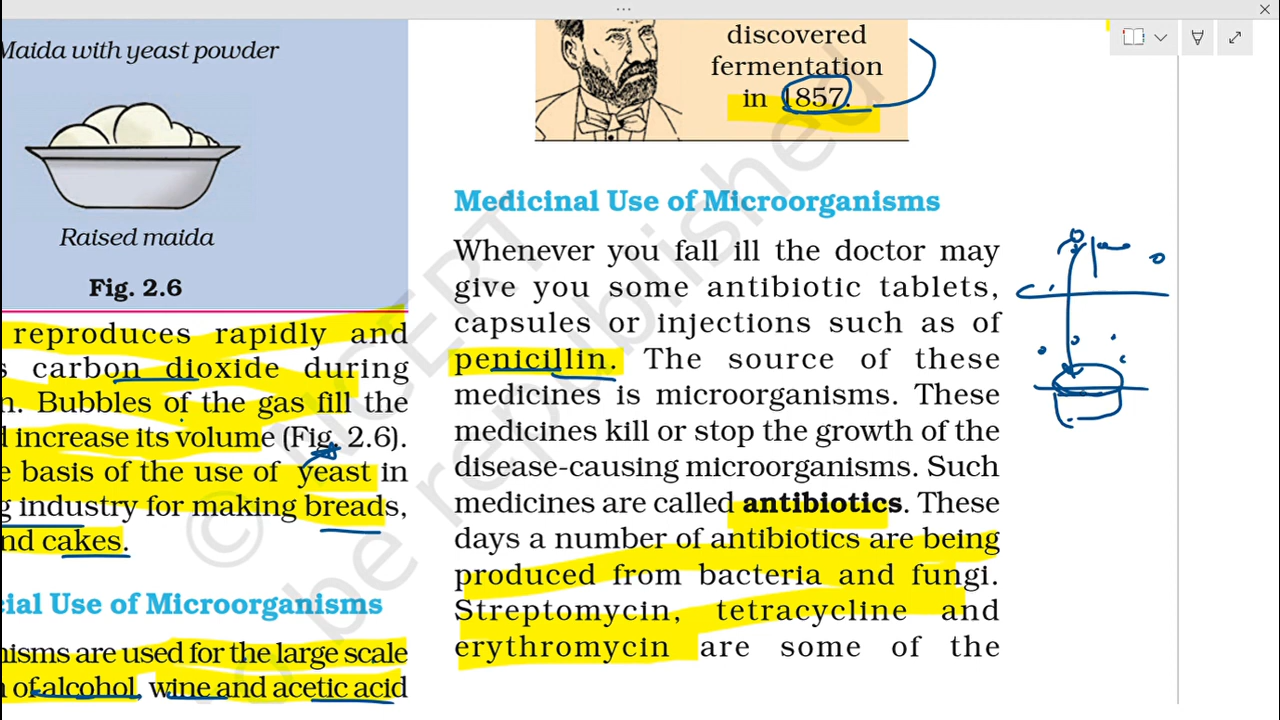 Maida with yeast powder
Raised maida
Fig. 2.6
reproduces rapidly and
carbon dioxide during
Bubbles of the gas fill the
increase its volume (Fig. 2.6).
basis of the use of yeast in
industry for making breads,
cakes.
Use of Microorganisms
are used for the large scale
of alcohol, wine and acetic acid
discovered
fermentation
in 1857.
Medicinal Use of Microorganisms
Whenever you fall ill the doctor may
give you some antibiotic tablets,
capsules or injections such as of
penicillin. The source of these
medicines is microorganisms. These
medicines kill or stop the growth of the
disease-causing microorganisms. Such
medicines are called antibiotics. These
days a number of antibiotics are being
produced from bacteria and fungi.
Streptomycin, tetracycline and
erythromycin are some of the
© NCERT
be republished